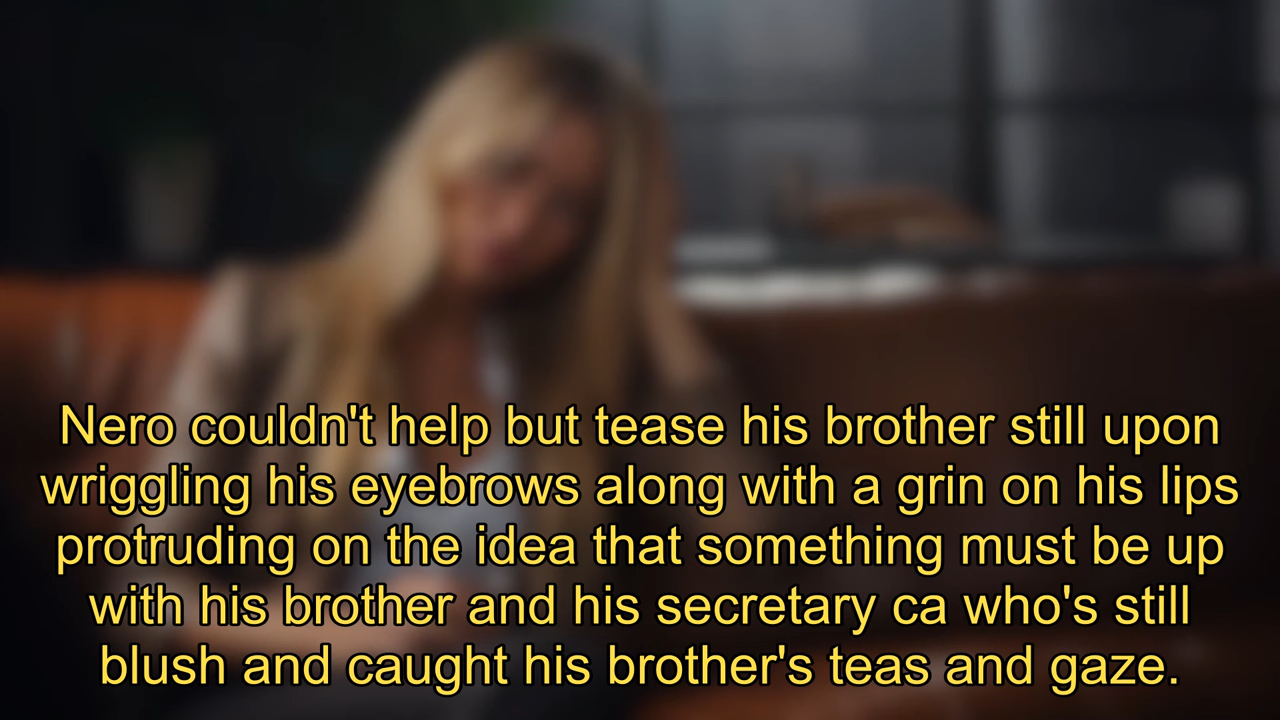 Nero couldn't help but tease his brother still upon
wriggling his eyebrows along with a grin on his lips
protruding on the idea that something must be up
with his brother and his secretary ca who's still
blush and caught his brother's teas and gaze.